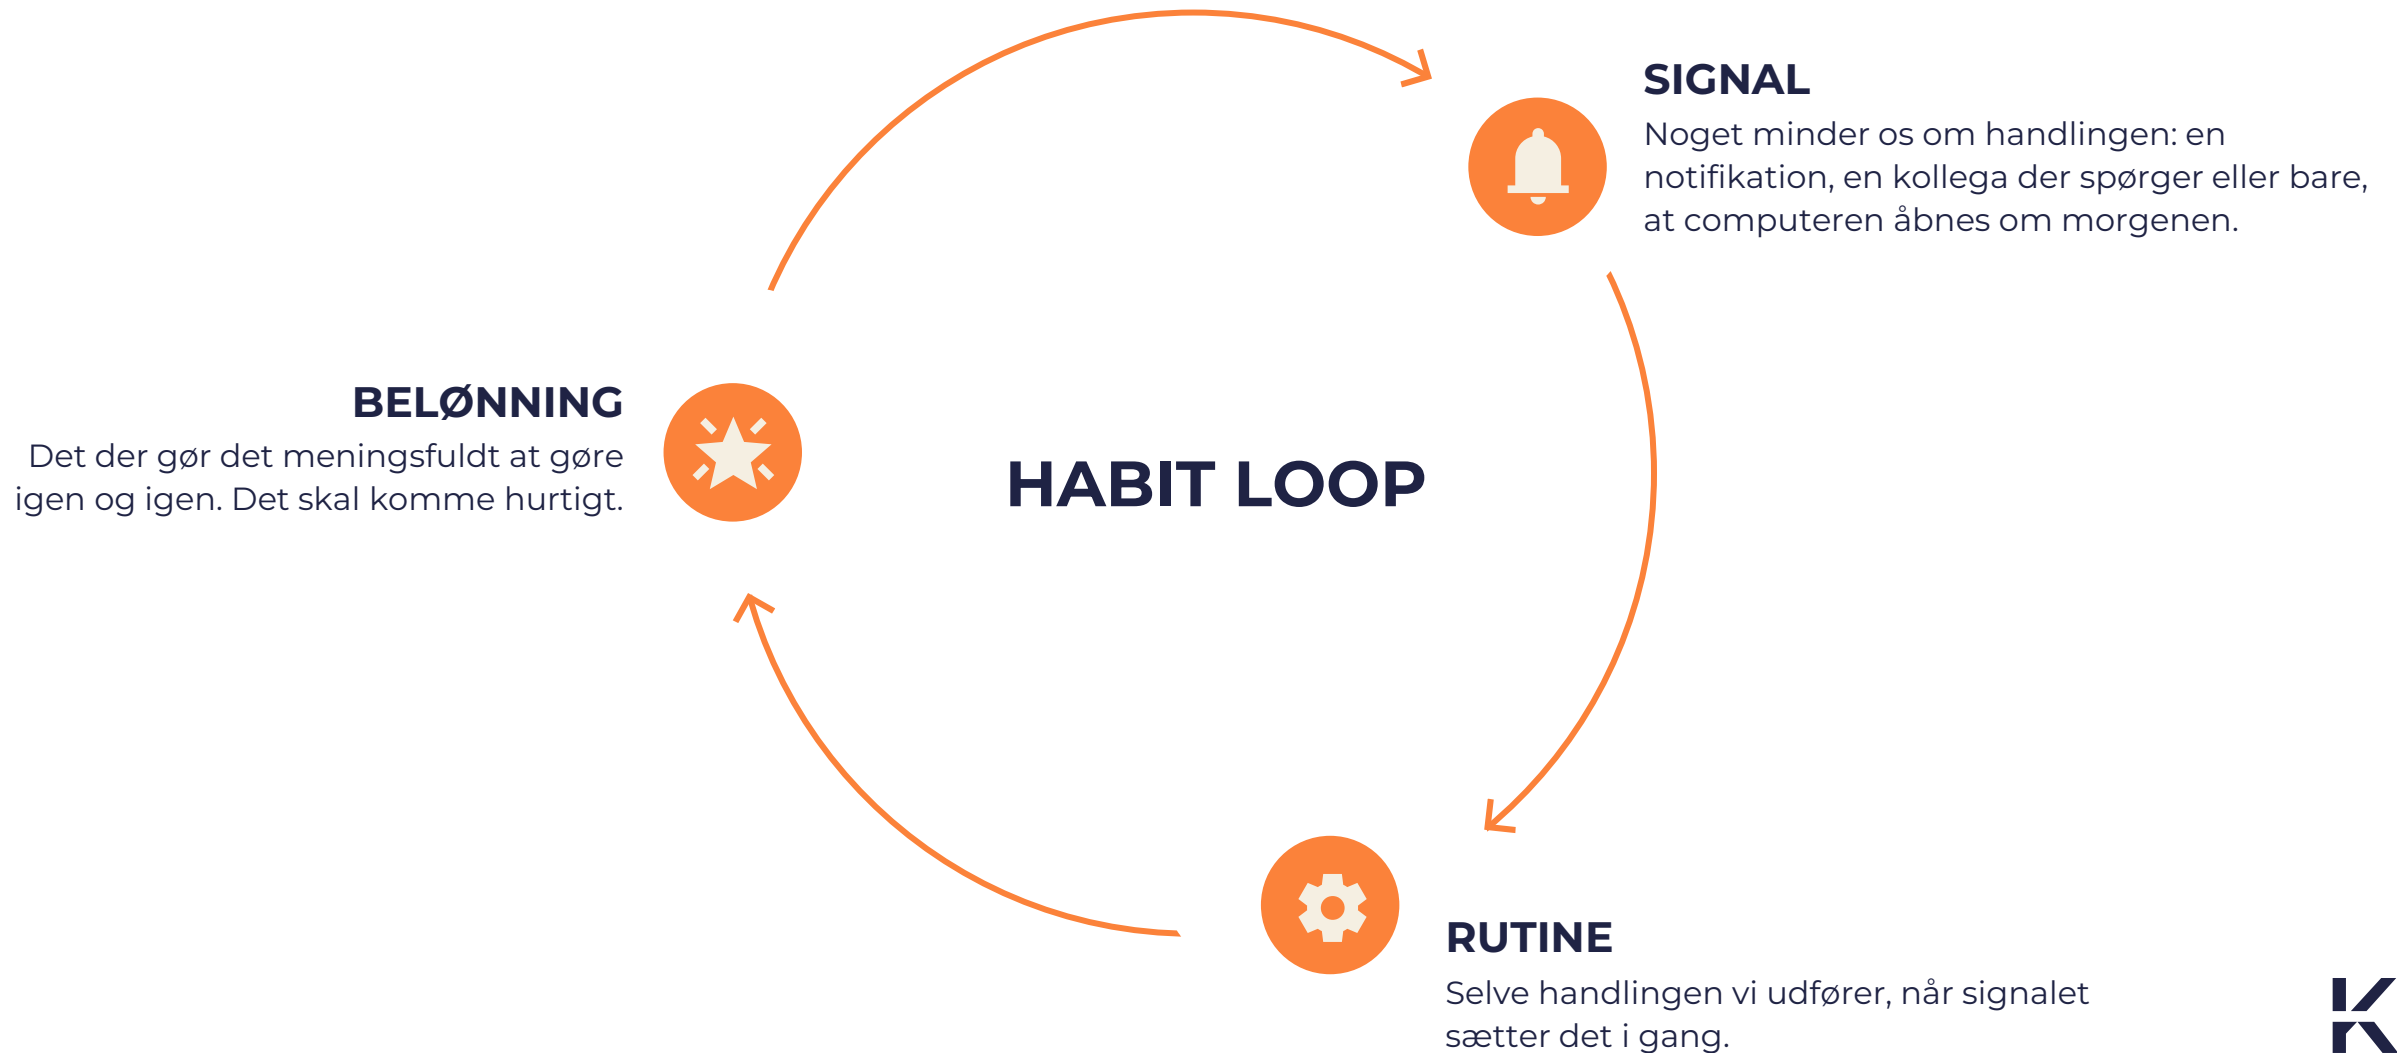 SIGNAL
Noget minder os om handlingen: en
notifikation, en kollega der spørger eller bare,
at computeren åbnes om morgenen.
BELØNNING
Det der gør det meningsfuldt at gøre
igen og igen. Det skal komme hurtigt.
HABIT LOOP
RUTINE
Selve handlingen vi udfører, når signalet
sætter det i gang.
K